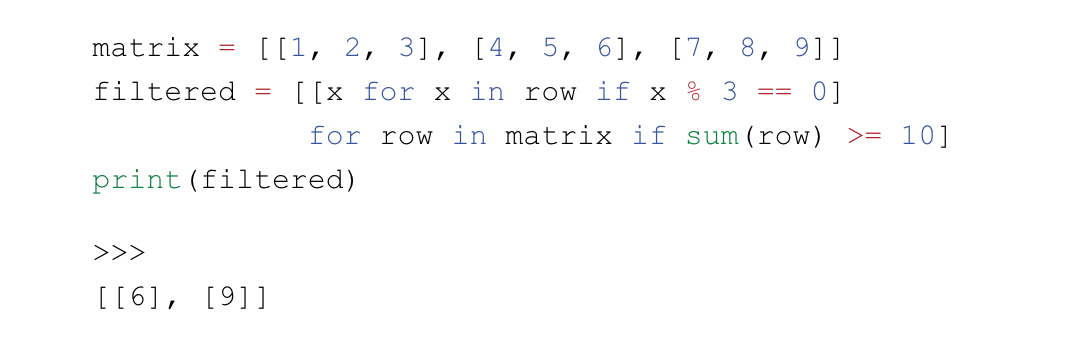 matrix = [[1, 2, 3], [4, 5, 6], [7, 8, 9]]
filtered = [[x for x in row if x % 3 == 0]
            for row in matrix if sum(row) >= 10]
print(filtered)
>>>
[[6], [9]]